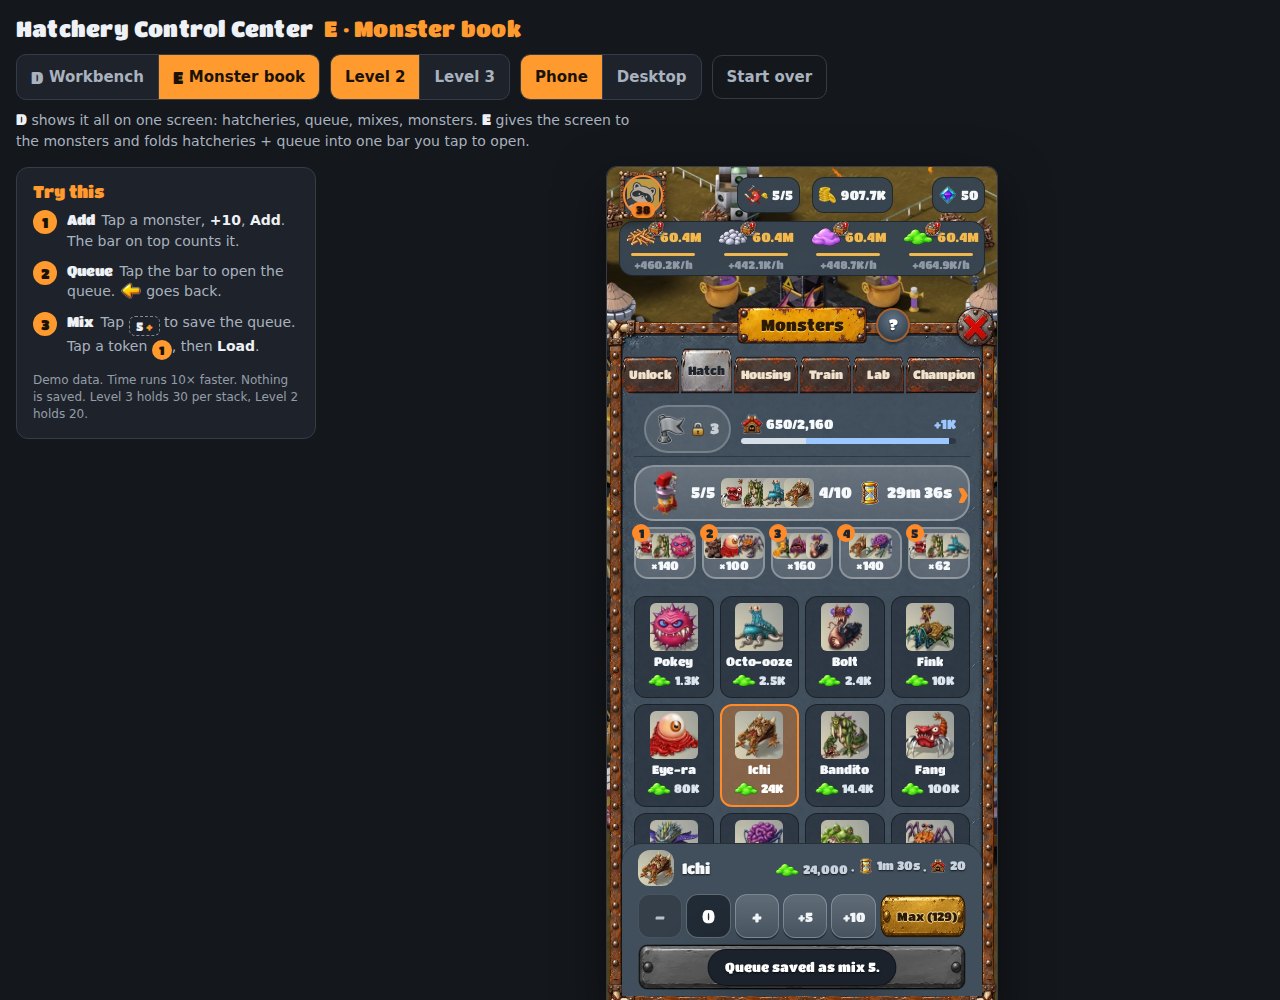 Hatchery Control Center E · Monster book
D Workbench E Monster book Level 2 Level 3 Phone Desktop Start over
D shows it all on one screen: hatcheries, queue, mixes, monsters. E gives the screen to
the monsters and folds hatcheries + queue into one bar you tap to open.
Try this
1 Add Tap a monster, +10, Add.
The bar on top counts it.
2 Queue Tap the bar to open the
queue. goes back.
3 Mix Tap 5+ to save the queue.
Tap a token 1, then Load.
Demo data. Time runs 10× faster. Nothing
is saved. Level 3 holds 30 per stack, Level 2
holds 20.
30 5/5 907.7K 50
60.4M 60.4M 60.4M 60.4M
+460.2K/h +442.1K/h +448.7K/h +464.9K/h
Monsters ?
Unlock Hatch Housing Train Lab Champion
3 650/2,160 +1K
5/5 4/10 29m 36s
1 2 3 4 5
×140 ×100 ×160 ×140 ×62
Pokey Octo-ooze Bolt Fink
1.3K 2.5K 2.4K 10K
Eye-ra Ichi Bandito Fang
80K 24K 14.4K 100K
Ichi 24,000 · 1m 30s · 20
− 0 + +5 +10 Max (129)
Queue saved as mix 5.